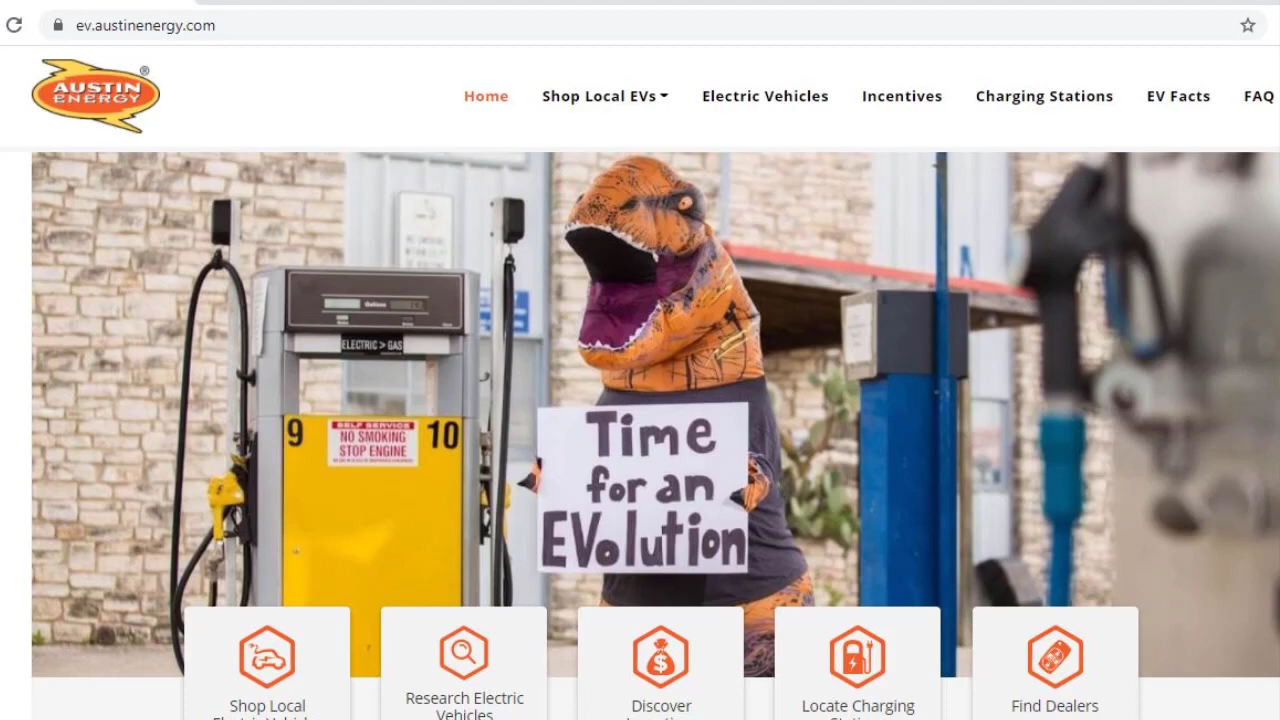 ev.austinenergy.com
AUSTIN
ENERGY
®
Home
Shop Local EVs
Electric Vehicles
Incentives
Charging Stations
EV Facts
FAQ
Gallons
ELECTRIC > GAS
9
10
SELF SERVICE
NO SMOKING
STOP ENGINE
Time
for an
EVolution
Shop Local
Research Electric
Vehicles
Discover
Locate Charging
Find Dealers